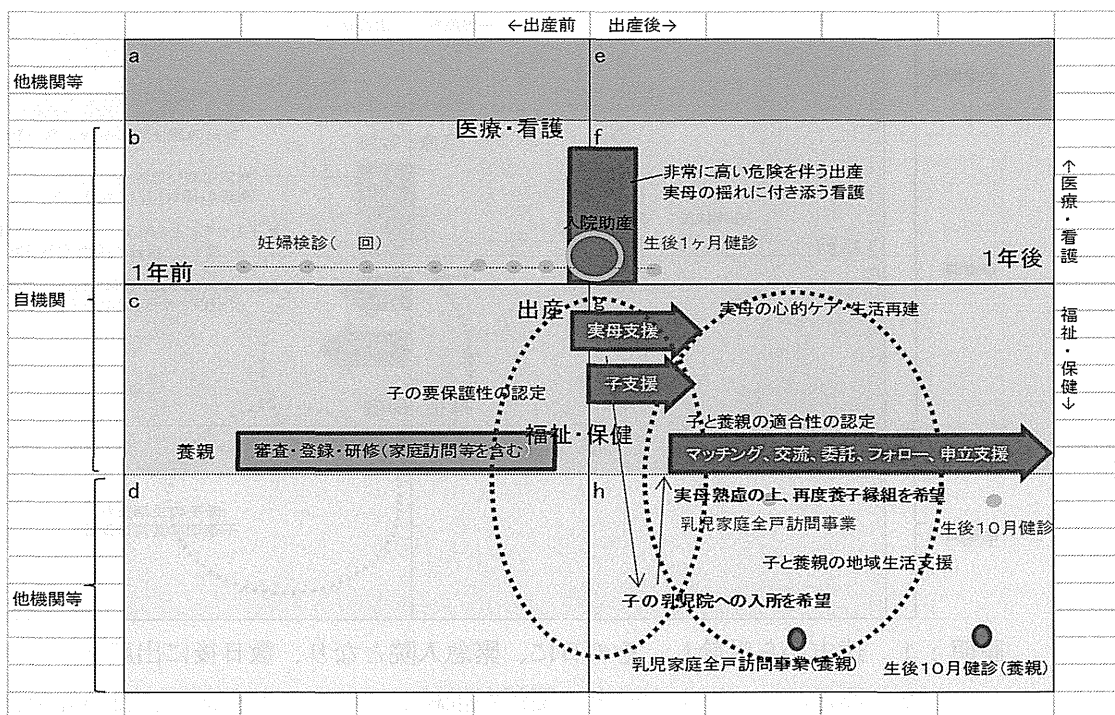 ←出産前 出産後→
a
e
他機関等
b
医療・看護
f
非常に高い危険を伴う出産
実母の揺れに付き添う看護
↑医療・看護
入院助産
妊婦検診( 回)
生後1ヶ月健診
1年前
1年後
自機関
c
出産
g
実母の心的ケア・生活再建
福祉・保健↓
実母支援
子支援
子の要保護性の認定
子と養親の適合性の認定
福祉・保健
養親
審査・登録・研修(家庭訪問等を含む)
マッチング、交流、委託、フォロー、申立支援
d
h
実母熟慮の上、再度養子縁組を希望
乳児家庭全戸訪問事業
生後10月健診
子と養親の地域生活支援
他機関等
子の乳児院への入所を希望
乳児家庭全戸訪問事業(養親)
生後10月健診(養親)